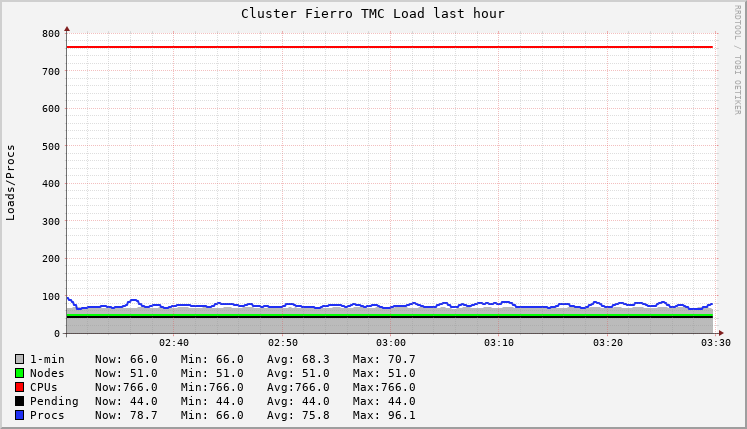 Cluster Fierro TMC Load last hour
RRDTOOL / TOBI OETIKER
Loads/Procs
800
700
600
500
400
300
200
100
0
02:40 02:50 03:00 03:10 03:20 03:30
1-min Now: 66.0 Min: 66.0 Avg: 68.3 Max: 70.7
Nodes Now: 51.0 Min: 51.0 Avg: 51.0 Max: 51.0
CPUs Now:766.0 Min:766.0 Avg:766.0 Max:766.0
Pending Now: 44.0 Min: 44.0 Avg: 44.0 Max: 44.0
Procs Now: 78.7 Min: 66.0 Avg: 75.8 Max: 96.1